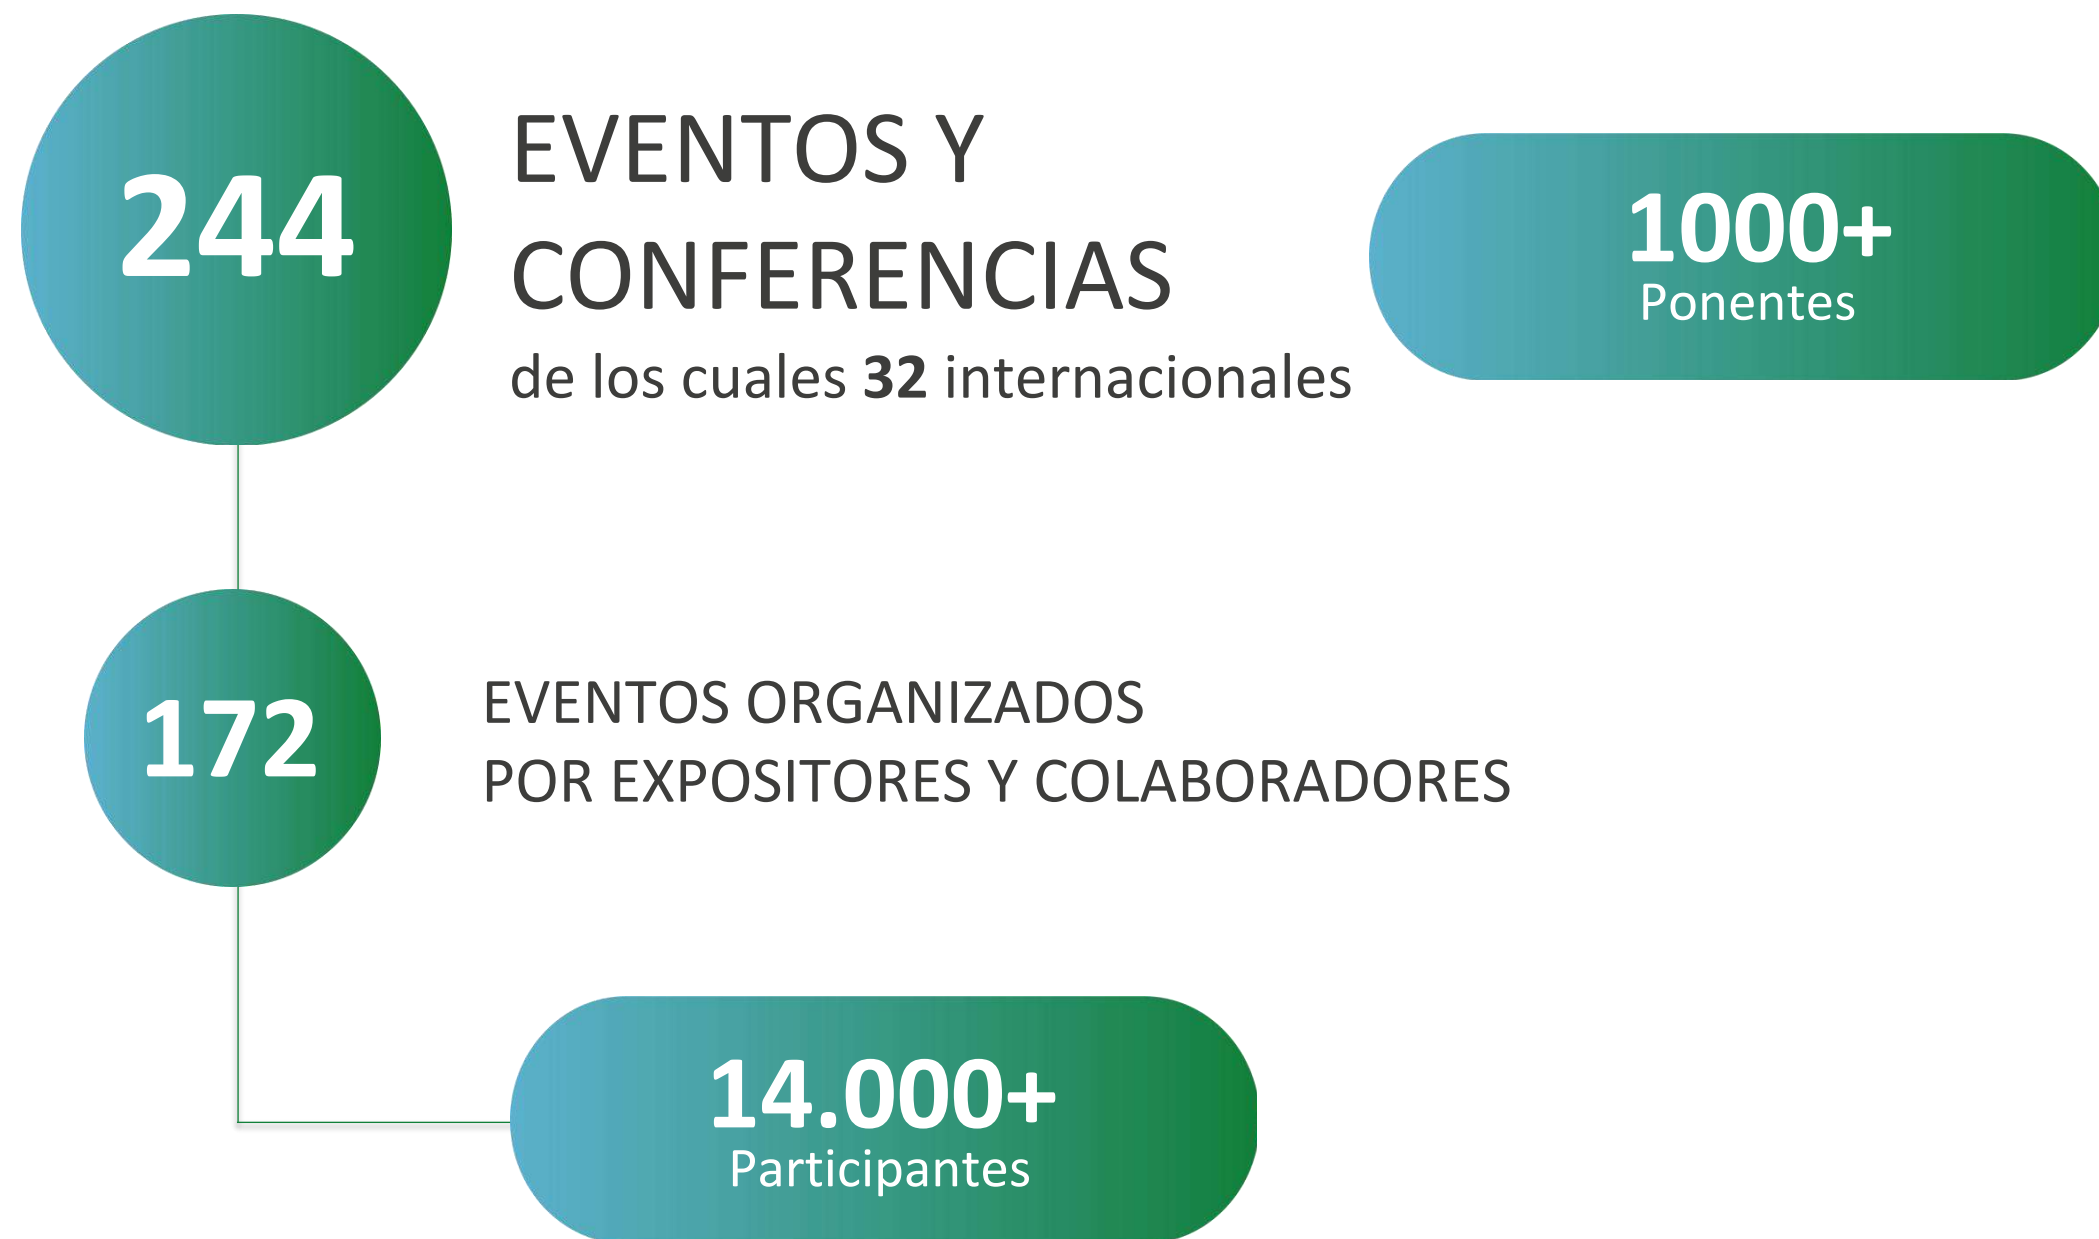 244
EVENTOS Y
CONFERENCIAS
de los cuales 32 internacionales
1000+
Ponentes
172
EVENTOS ORGANIZADOS
POR EXPOSITORES Y COLABORADORES
14.000+
Participantes